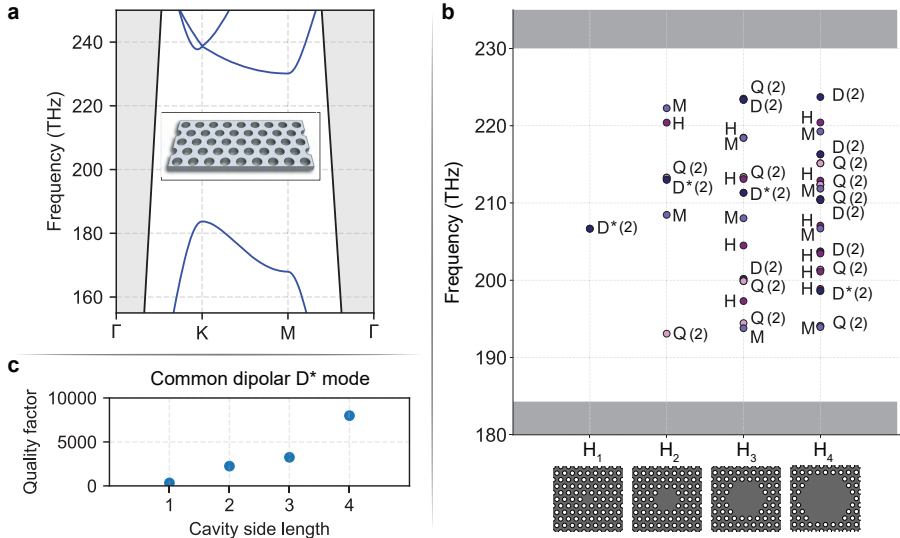 a
240
220
200
180
160
Frequency (THz)
Γ K M Γ
b
230
220
210
200
190
180
Frequency (THz)
D*(2)
M
H
Q(2)
D*(2)
M
Q(2)
Q(2)
D(2)
H
M
Q(2)
H
D*(2)
M
H
D(2)
Q(2)
H
Q(2)
M
D(2)
H
M
D(2)
Q(2)
H
Q(2)
M
Q(2)
D(2)
H
M
D(2)
H
Q(2)
H
D*(2)
M
Q(2)
H1 H2 H3 H4
c
Common dipolar D* mode
10000
5000
0
Quality factor
1 2 3 4
Cavity side length